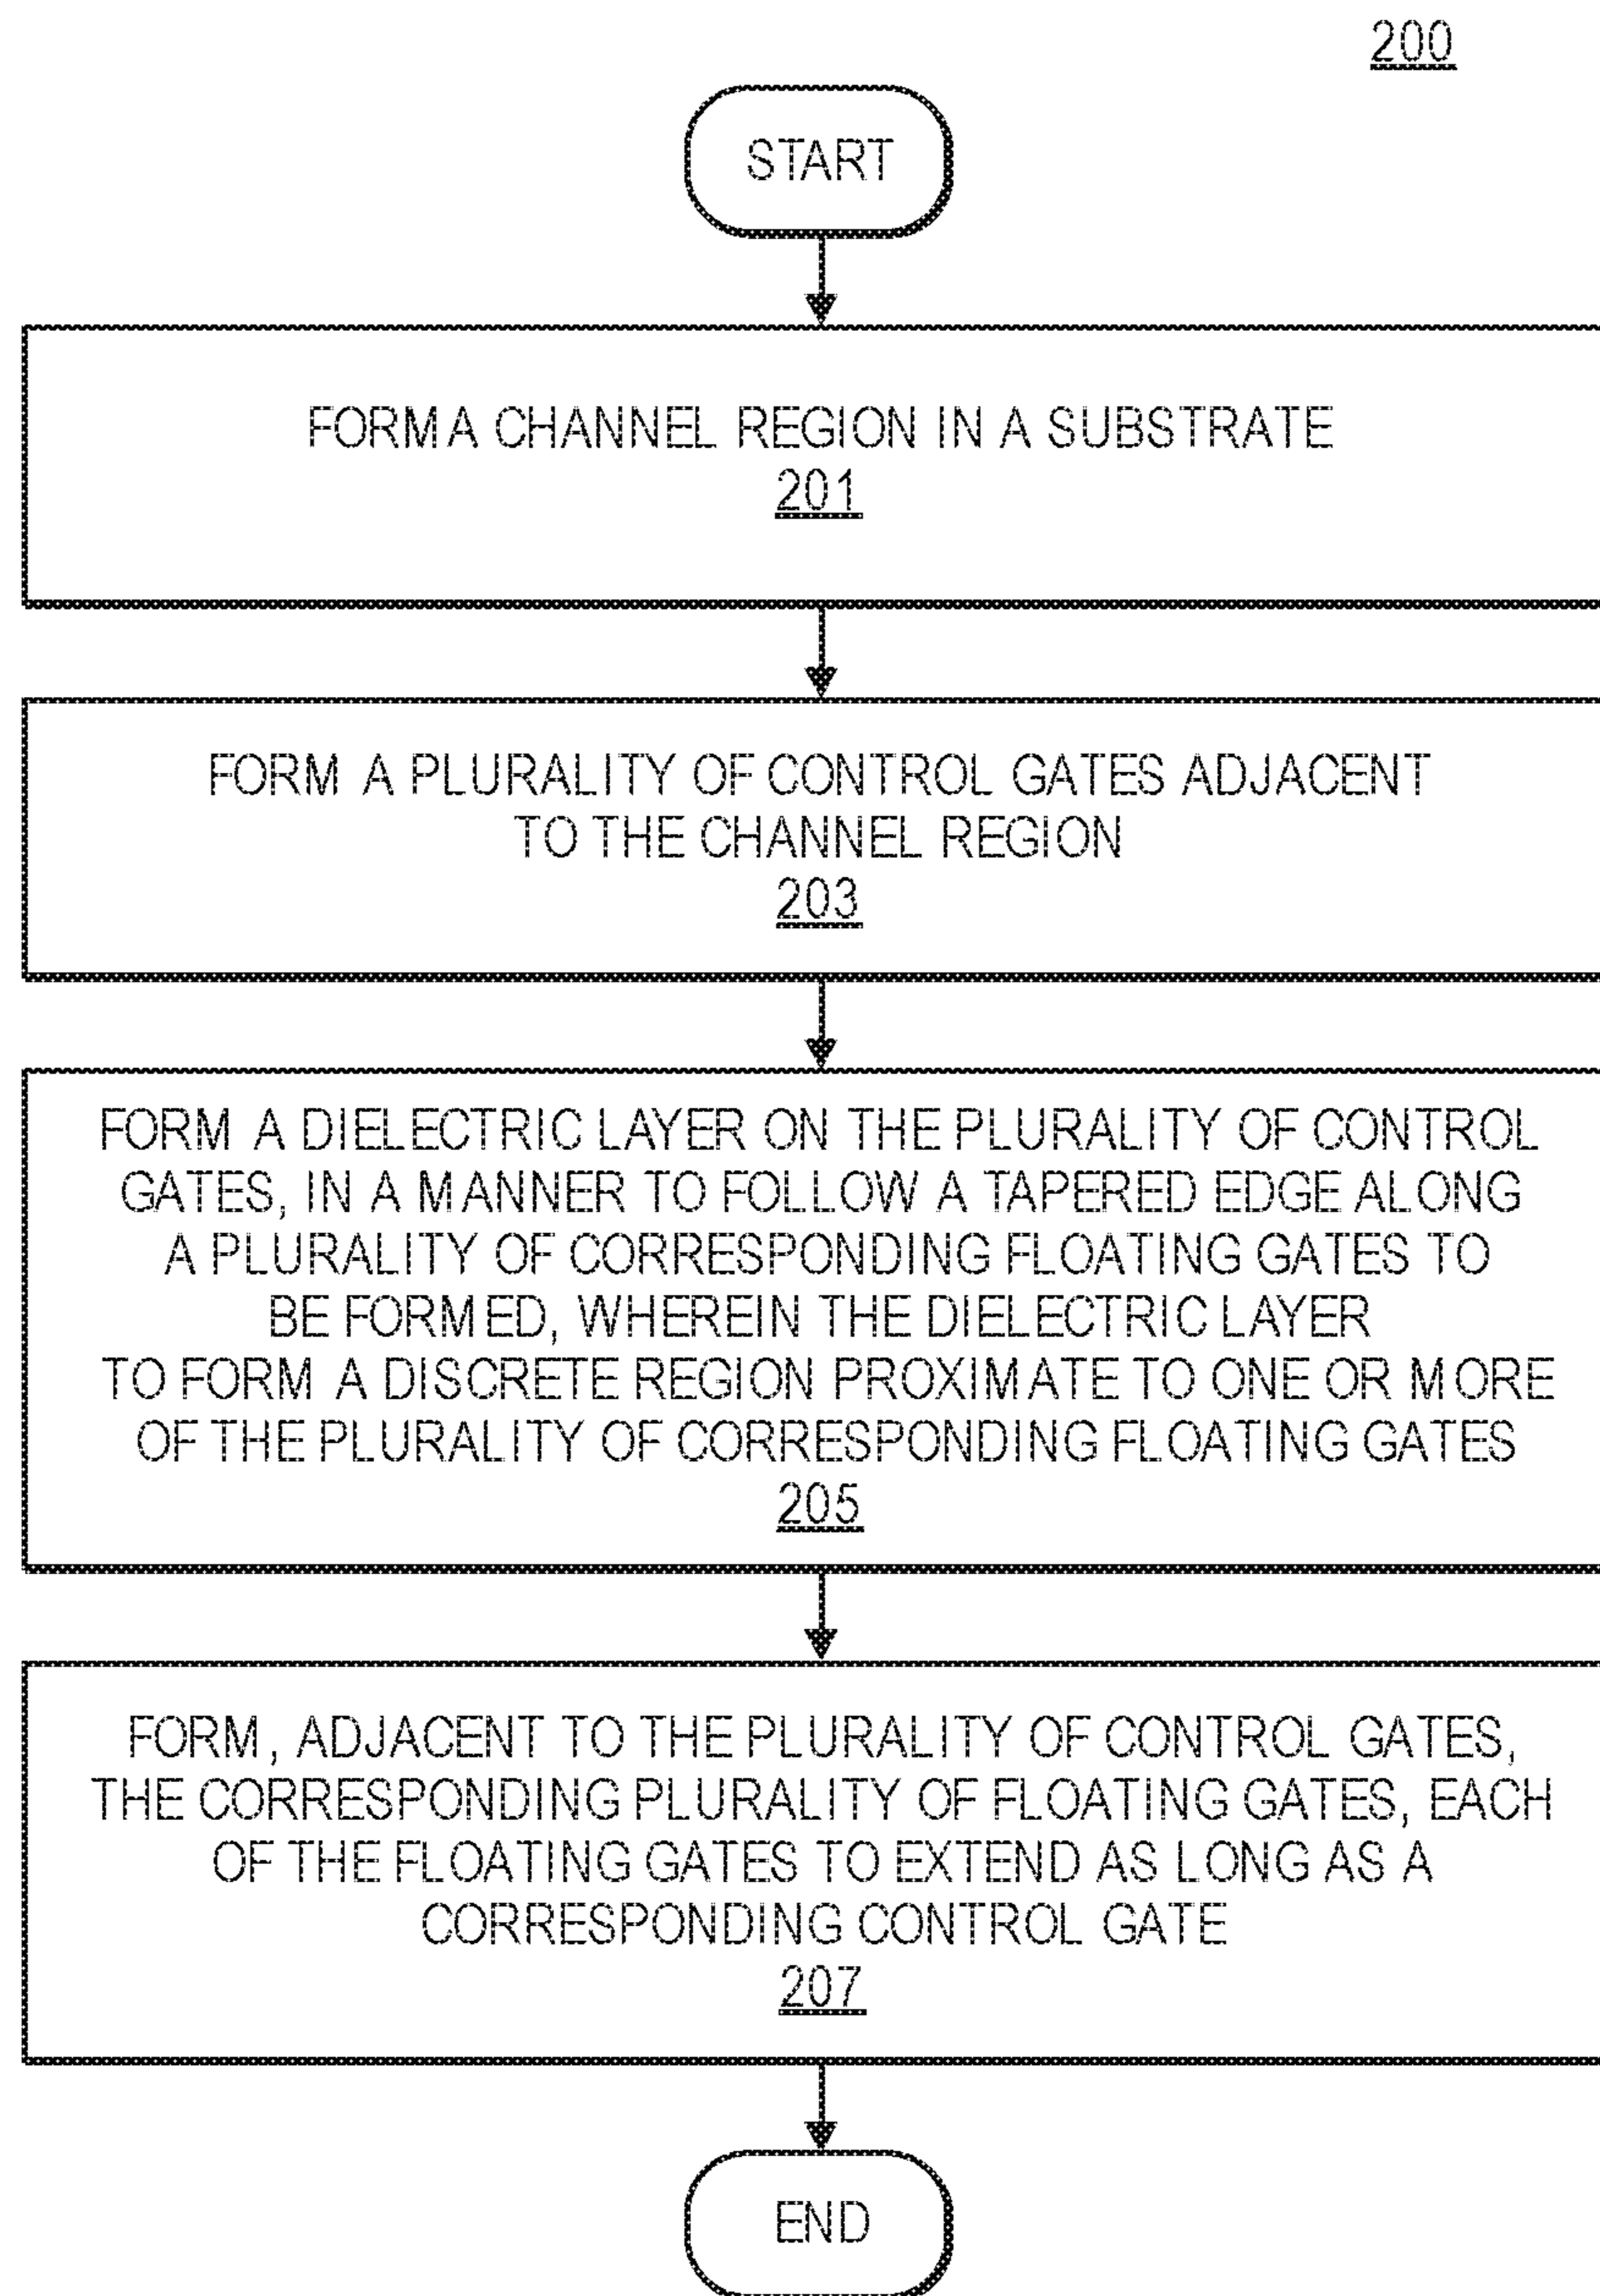 200
START
FORM A CHANNEL REGION IN A SUBSTRATE
201
FORM A PLURALITY OF CONTROL GATES ADJACENT
TO THE CHANNEL REGION
203
FORM A DIELECTRIC LAYER ON THE PLURALITY OF CONTROL
GATES, IN A MANNER TO FOLLOW A TAPERED EDGE ALONG
A PLURALITY OF CORRESPONDING FLOATING GATES TO
BE FORMED, WHEREIN THE DIELECTRIC LAYER
TO FORM A DISCRETE REGION PROXIMATE TO ONE OR MORE
OF THE PLURALITY OF CORRESPONDING FLOATING GATES
205
FORM, ADJACENT TO THE PLURALITY OF CONTROL GATES,
THE CORRESPONDING PLURALITY OF FLOATING GATES, EACH
OF THE FLOATING GATES TO EXTEND AS LONG AS A
CORRESPONDING CONTROL GATE
207
END